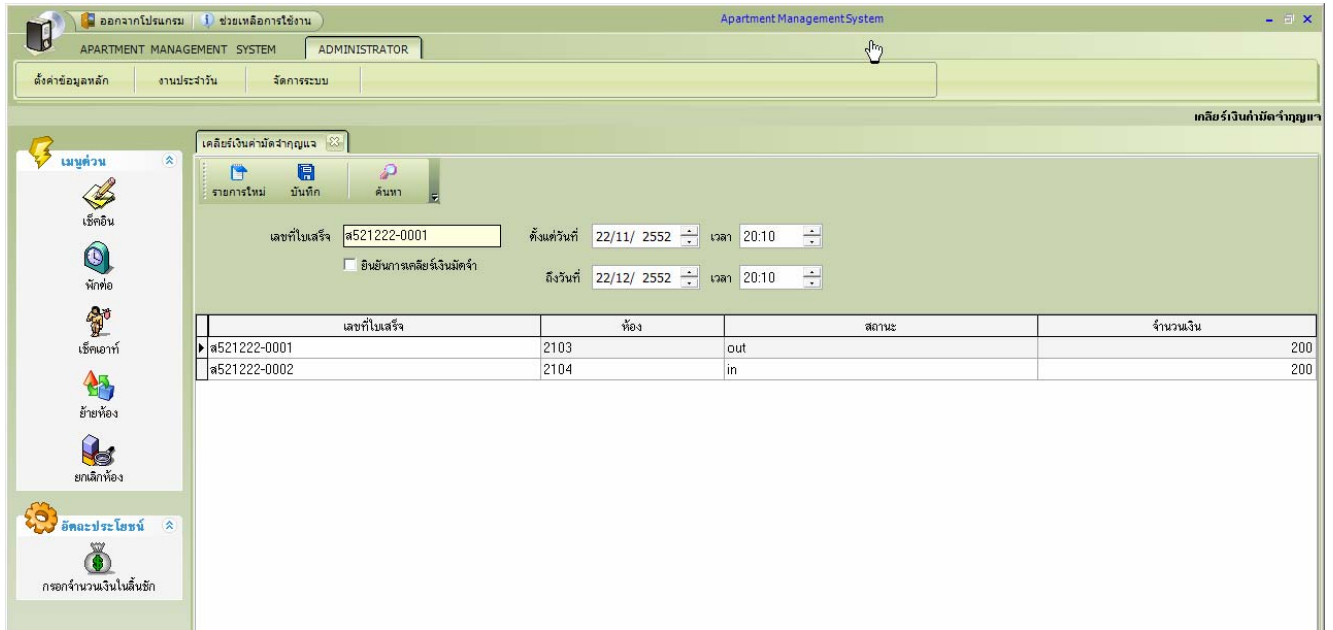 ออกจากโปรแกรม ช่วยเหลือการใช้งาน Apartment Management System
APARTMENT MANAGEMENT SYSTEM ADMINISTRATOR
ตั้งค่าข้อมูลหลัก งานประจำวัน จัดการระบบ
เคลียร์เงินค่ามัดจำกุญแจ
เคลียร์เงินค่ามัดจำกุญแจ
เมนูด่วน
รายการใหม่ บันทึก ค้นหา
เช็คอิน
เลขที่ใบเสร็จ ส521222-0001 ตั้งแต่วันที่ 22/11/ 2552 เวลา 20:10
ยินยันการเคลียร์เงินมัดจำ
ถึงวันที่ 22/12/ 2552 เวลา 20:10
พักต่อ
เลขที่ใบเสร็จ ห้อง สถานะ จำนวนเงิน
ส521222-0001 2103 out 200
ส521222-0002 2104 in 200
เช็คเอาท์
ย้ายห้อง
ยกเลิกห้อง
อัตถะประโยชน์
กรอกจำนวนเงินในลิ้นชัก